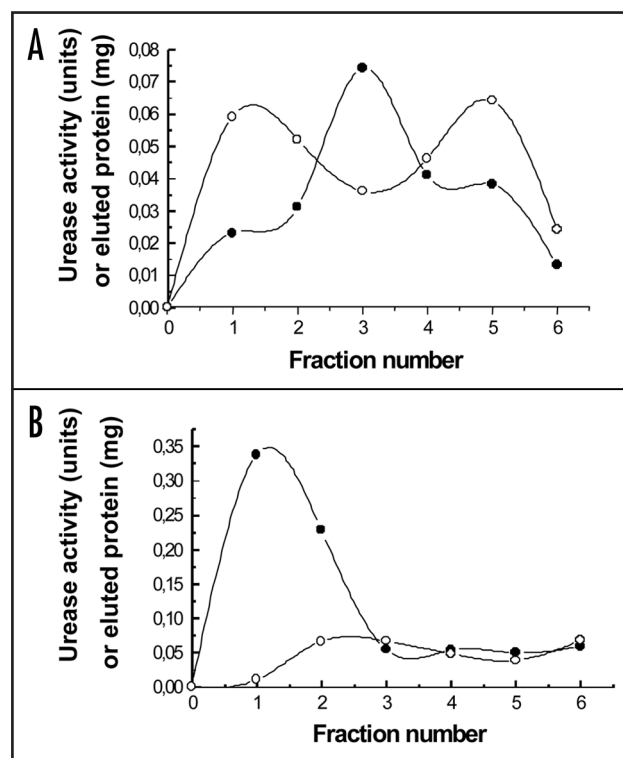 A
Urease activity (units)
or eluted protein (mg)
0,08
0,07
0,06
0,05
0,04
0,03
0,02
0,01
0,00
0 1 2 3 4 5 6
Fraction number
B
Urease activity (units)
or eluted protein (mg)
0,35
0,30
0,25
0,20
0,15
0,10
0,05
0,00
0 1 2 3 4 5 6
Fraction number